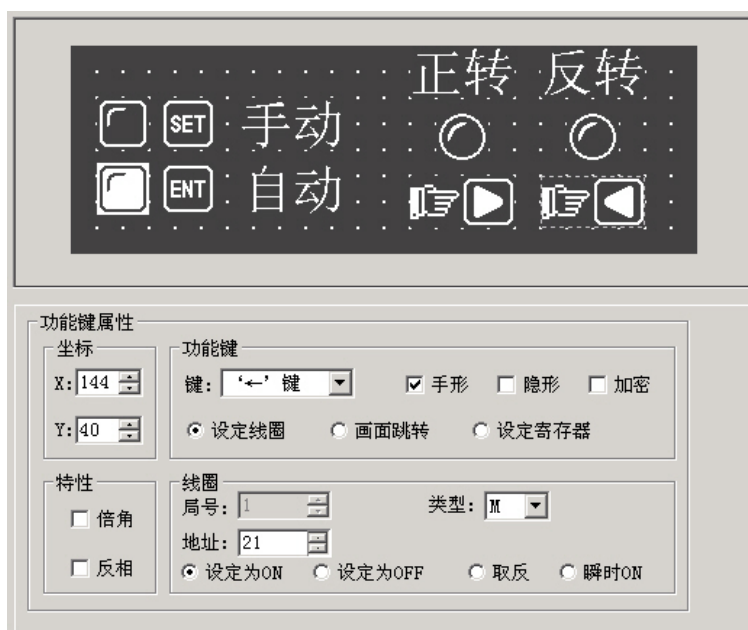 正转 反转
SET 手动
ENT 自动
功能键属性
坐标
X: 144
Y: 40
功能键
键: ‘←’键
手形 隐形 加密
设定线圈 画面跳转 设定寄存器
特性
倍角
反相
线圈
局号: 1 类型: M
地址: 21
设定为ON 设定为OFF 取反 瞬时ON